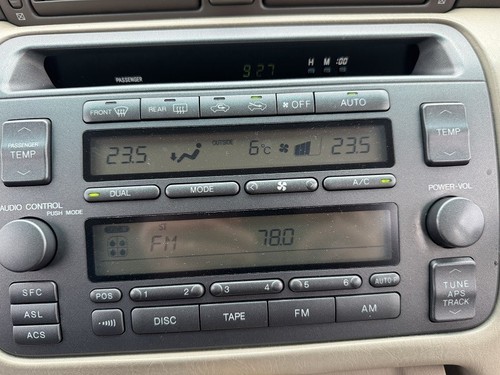 PASSENGER 9:27 H M :00
FRONT REAR OFF AUTO
PASSENGER TEMP
23.5 OUTSIDE 6°C 23.5
TEMP
DUAL MODE A/C
AUDIO CONTROL
PUSH MODE
POWER·VOL
ST
FM 78.0
SFC
ASL
ACS
POS 1 2 3 4 5 6 AUTO·P
DISC TAPE FM AM
TUNE
APS
TRACK